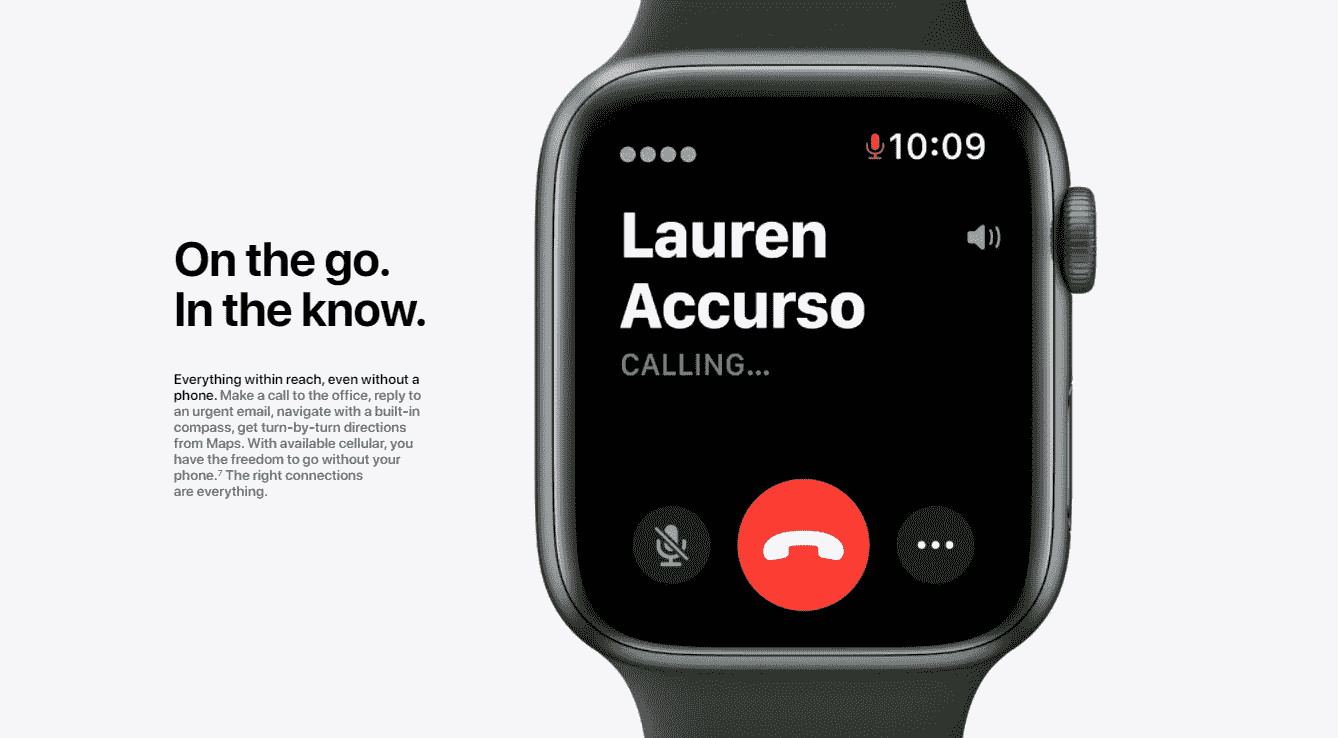 On the go.
In the know.
Everything within reach, even without a
phone. Make a call to the office, reply to
an urgent email, navigate with a built-in
compass, get turn-by-turn directions
from Maps. With available cellular, you
have the freedom to go without your
phone.⁷ The right connections
are everything.
10:09
Lauren
Accurso
CALLING...